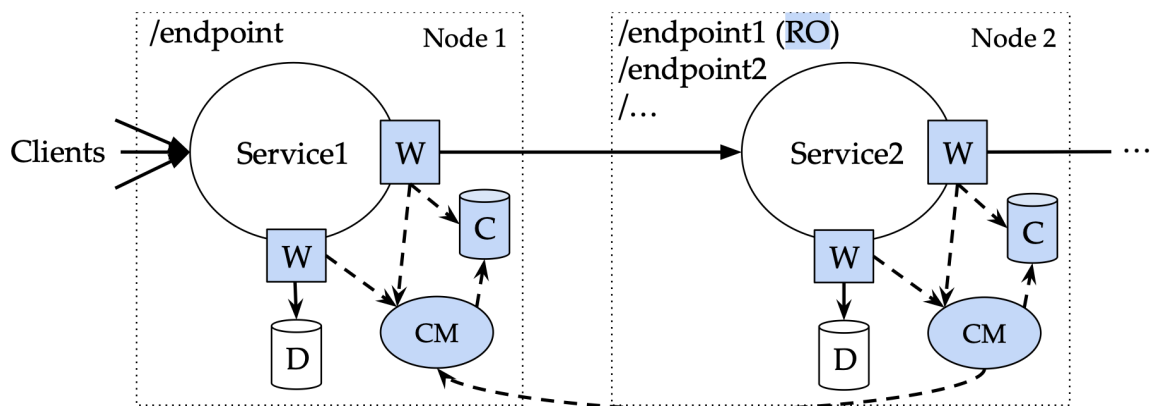 /endpoint
Node 1
/endpoint1 (RO)
Node 2
/endpoint2
/...
Clients
Service1
W
Service2
W
...
C
C
W
W
CM
CM
D
D